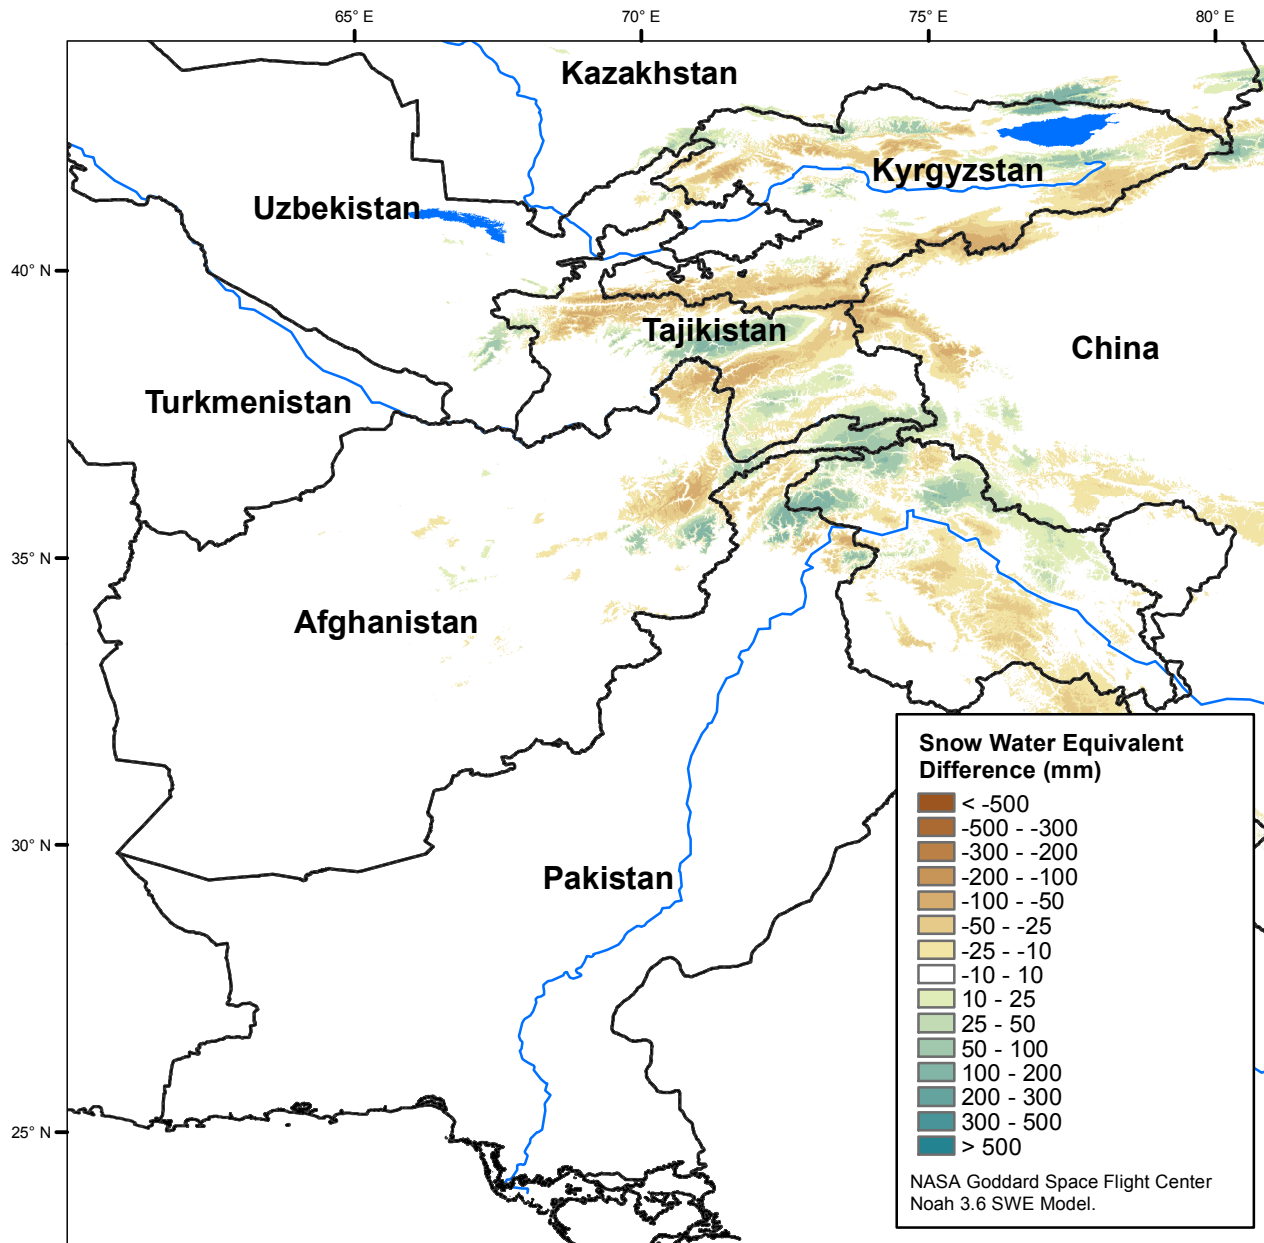 65° E
70° E
75° E
80° E
Kazakhstan
Kyrgyzstan
Uzbekistan
40° N
Tajikistan
China
Turkmenistan
35° N
Afghanistan
Snow Water Equivalent
Difference (mm)
< -500
-500 - -300
-300 - -200
-200 - -100
-100 - -50
-50 - -25
-25 - -10
-10 - 10
10 - 25
25 - 50
50 - 100
100 - 200
200 - 300
300 - 500
> 500
NASA Goddard Space Flight Center
Noah 3.6 SWE Model.
30° N
Pakistan
25° N